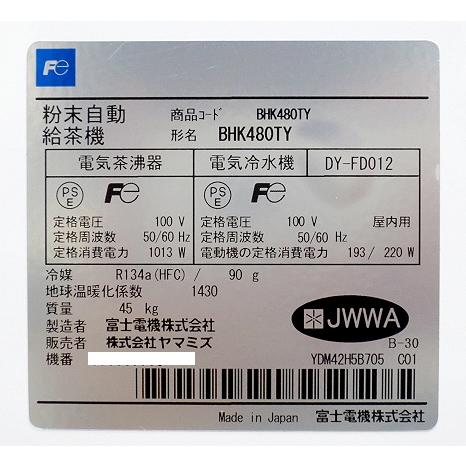 Fe
粉末自動 商品コード BHK480TY
給茶機 形名 BHK480TY
電気茶沸器 電気冷水機 DY-FD012
PSE Fe PSE Fe
定格電圧 100 V 定格電圧 100 V 屋内用
定格周波数 50/60 Hz 定格周波数 50/60 Hz
定格消費電力 1013 W 電動機の定格消費電力 193/ 220 W
冷媒 R134a(HFC) / 90 g
地球温暖化係数 1430
質量 45 kg
製造者 富士電機株式会社
JWWA
販売者 株式会社ヤマミズ B-30
機番 YDM42H5B705 C01
Made in Japan 富士電機株式会社